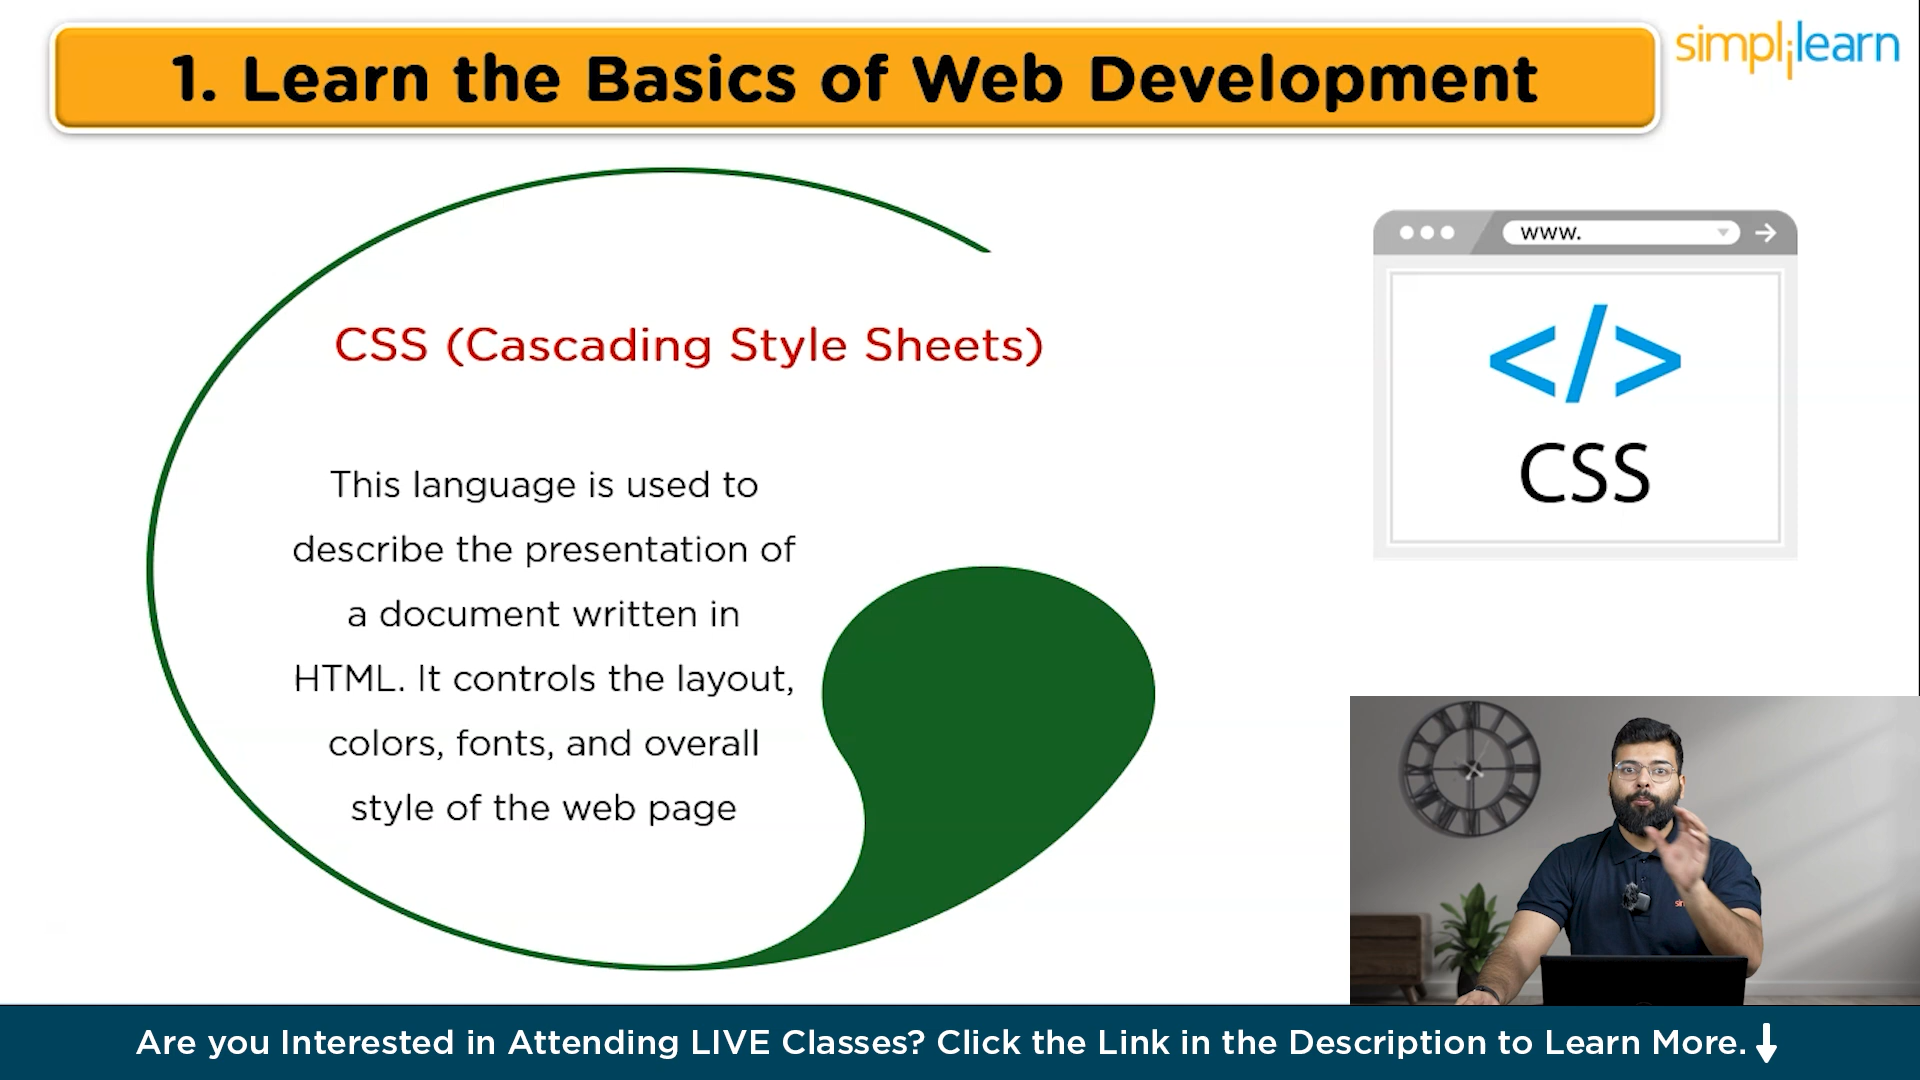 1. Learn the Basics of Web Development
simplilearn
CSS (Cascading Style Sheets)
This language is used to
describe the presentation of
a document written in
HTML. It controls the layout,
colors, fonts, and overall
style of the web page
www.
</>
CSS
Are you Interested in Attending LIVE Classes? Click the Link in the Description to Learn More.